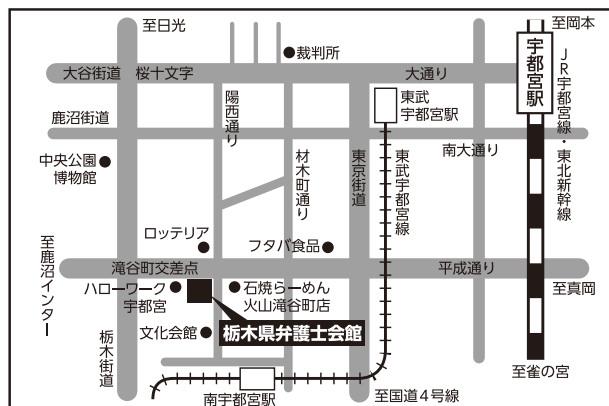 至日光
至岡本
裁判所
宇都宮駅
大谷街道
桜十文字
大通り
JR宇都宮線・東北新幹線
陽西通り
東武
宇都宮駅
鹿沼街道
南大通り
中央公園
博物館
材木町通り
東京街道
東武宇都宮線
至鹿沼インター
ロッテリア
フタバ食品
滝谷町交差点
平成通り
ハローワーク
宇都宮
石焼らーめん
火山滝谷町店
至真岡
栃木県弁護士会館
文化会館
栃木街道
至雀の宮
南宇都宮駅
至国道4号線